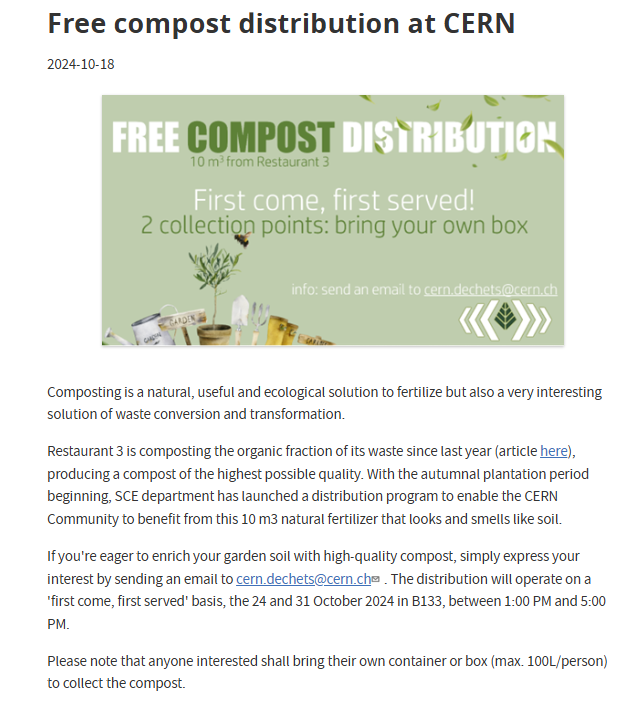 Free compost distribution at CERN
2024-10-18
FREE COMPOST DISTRIBUTION
10 m³ from Restaurant 3
First come, first served!
2 collection points: bring your own box
info: send an email to cern.dechets@cern.ch
GARDEN
GARDEN
Composting is a natural, useful and ecological solution to fertilize but also a very interesting
solution of waste conversion and transformation.
Restaurant 3 is composting the organic fraction of its waste since last year (article here),
producing a compost of the highest possible quality. With the autumnal plantation period
beginning, SCE department has launched a distribution program to enable the CERN
Community to benefit from this 10 m3 natural fertilizer that looks and smells like soil.
If you're eager to enrich your garden soil with high-quality compost, simply express your
interest by sending an email to cern.dechets@cern.ch . The distribution will operate on a
'first come, first served' basis, the 24 and 31 October 2024 in B133, between 1:00 PM and 5:00
PM.
Please note that anyone interested shall bring their own container or box (max. 100L/person)
to collect the compost.